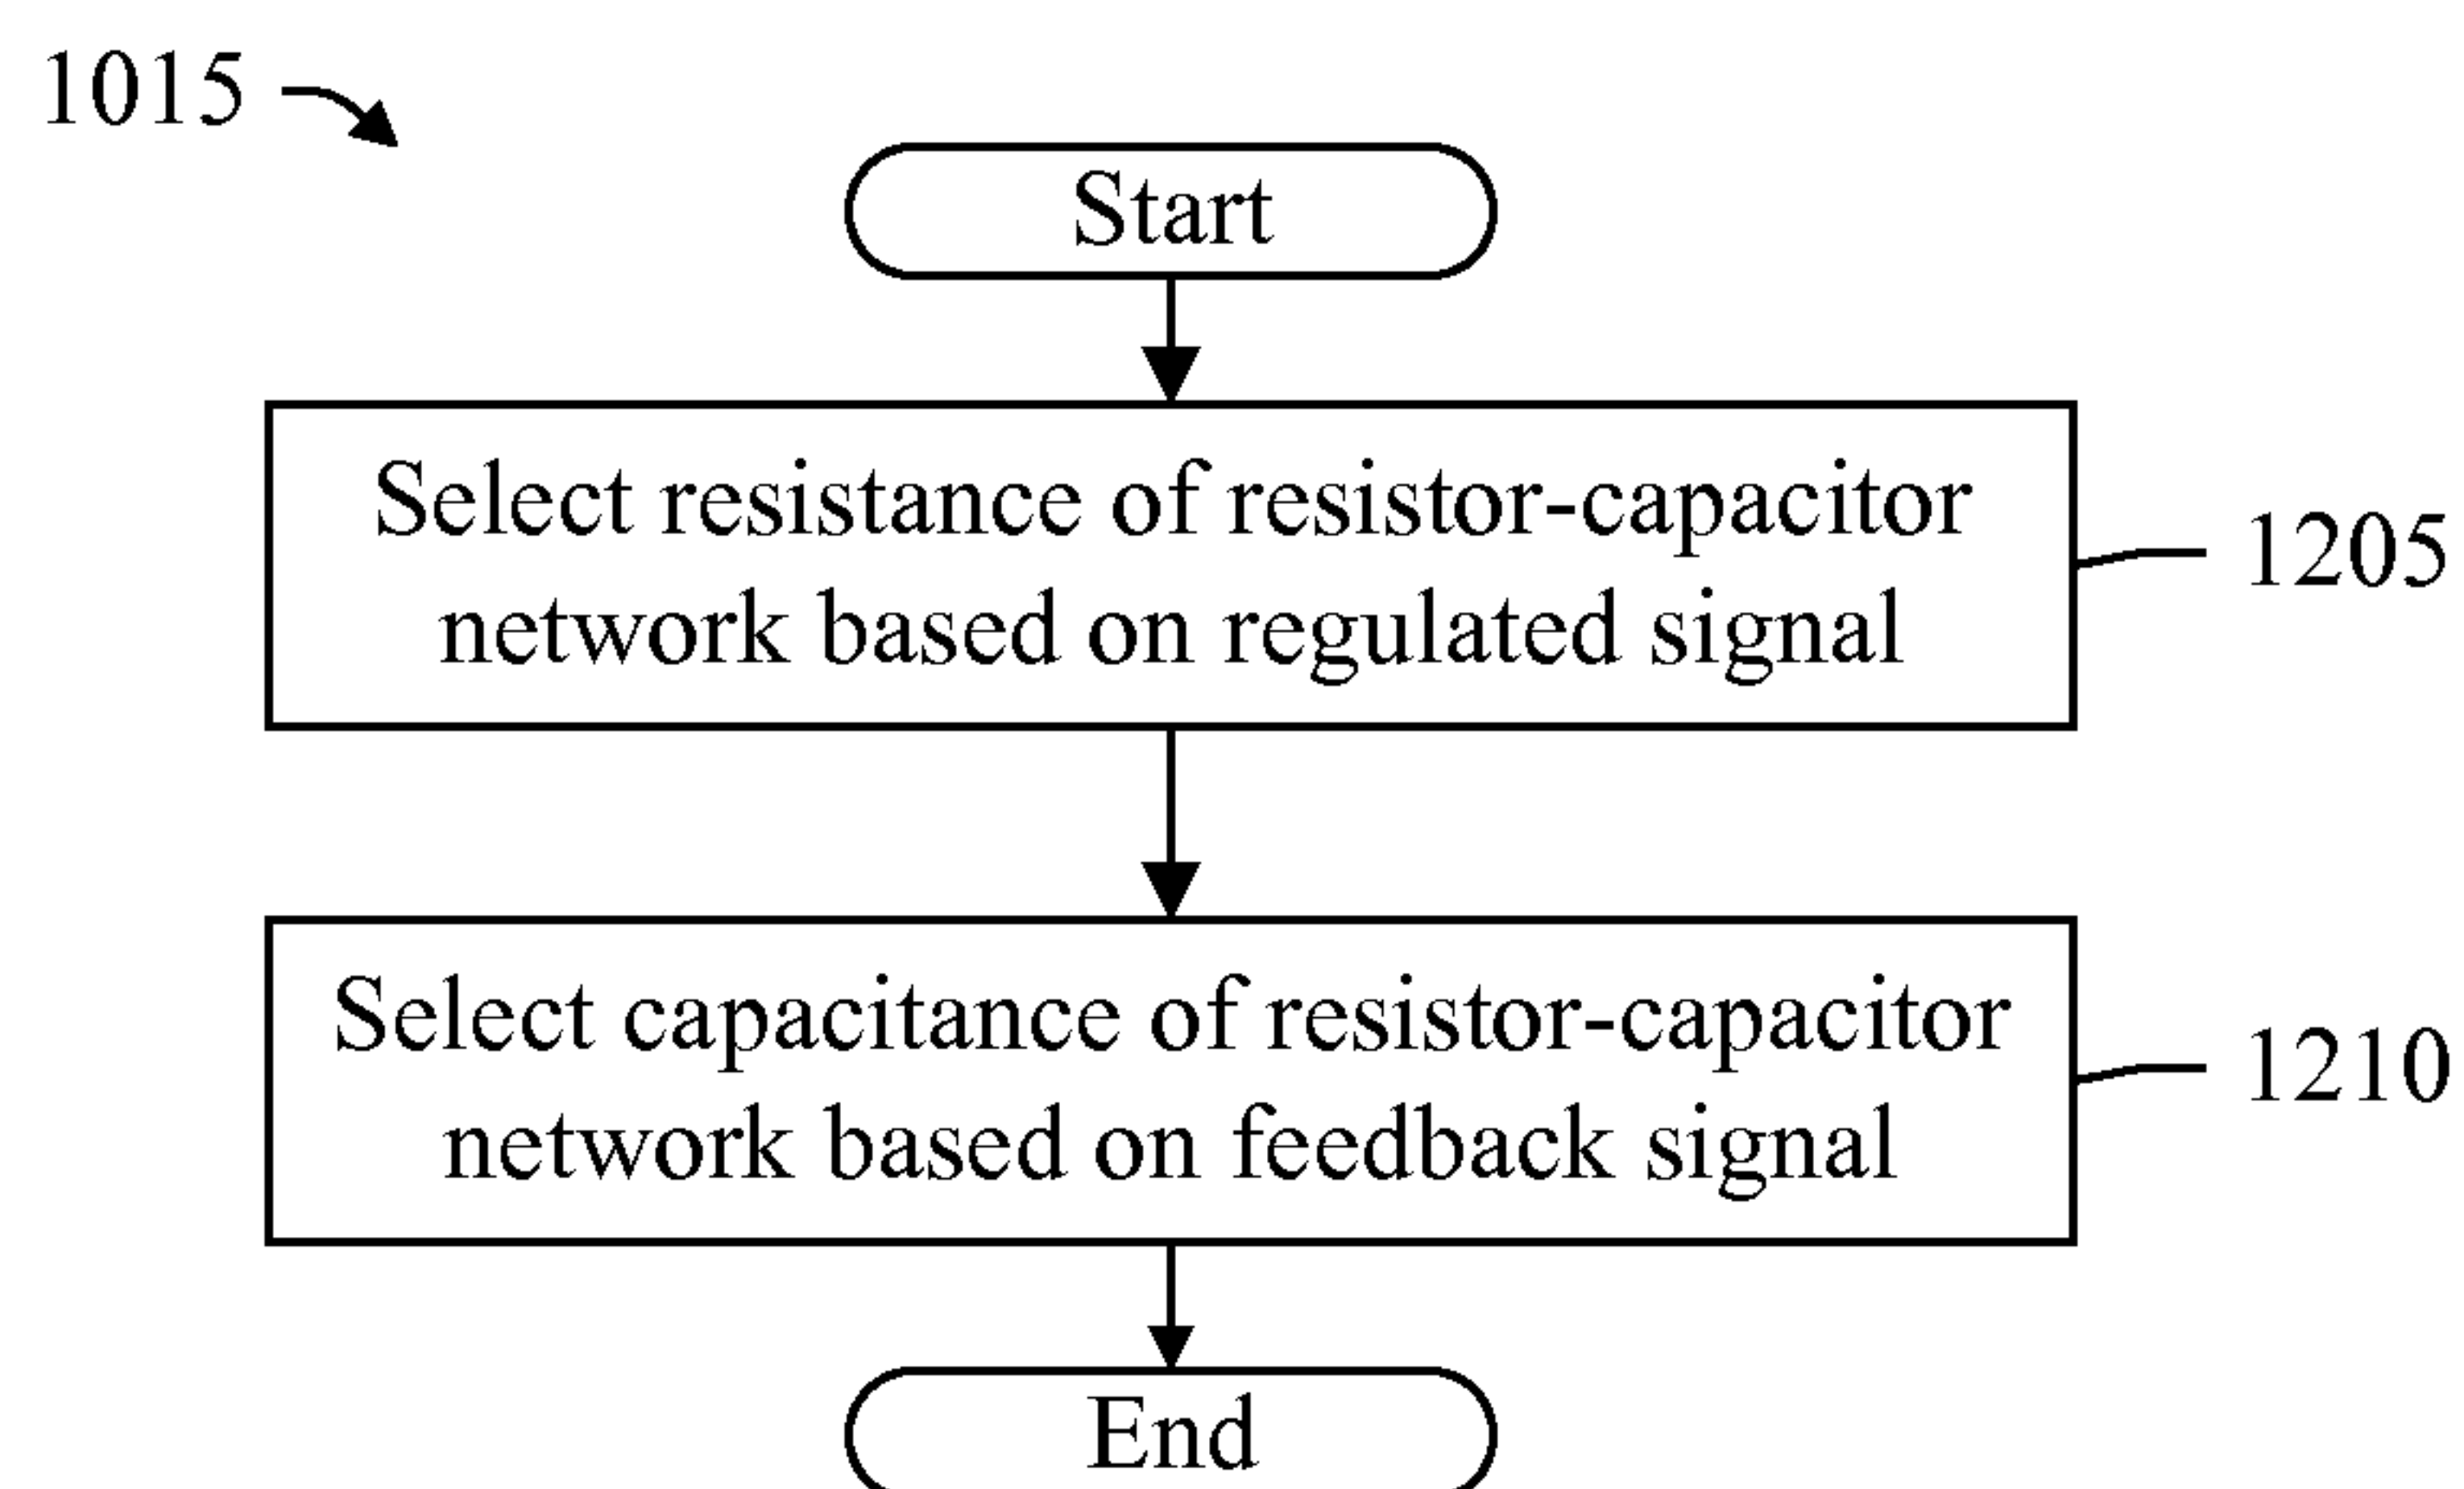 1015
Start
Select resistance of resistor-capacitor
network based on regulated signal
1205
Select capacitance of resistor-capacitor
network based on feedback signal
1210
End